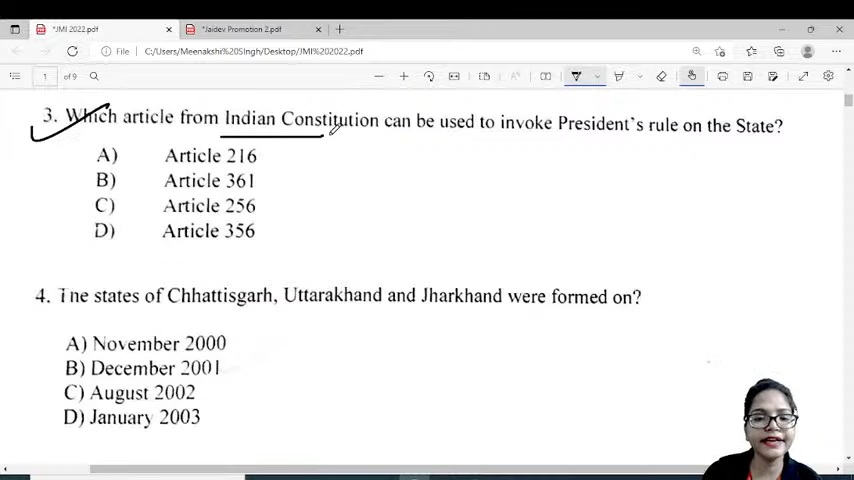 *JMI 2022.pdf
*Jaidev Promotion 2.pdf
File
C:/Users/Meenakshi%20SIngh/Desktop/JMI%202022.pdf
1 of 9
3. Which article from Indian Constitution can be used to invoke President's rule on the State?
A) Article 216
B) Article 361
C) Article 256
D) Article 356
4. The states of Chhattisgarh, Uttarakhand and Jharkhand were formed on?
A) November 2000
B) December 2001
C) August 2002
D) January 2003